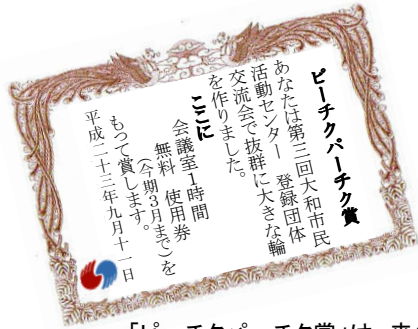 ピーチクパーチク賞
あなたは第三回大和市民
活動センター 登録団体
交流会で抜群に大きな輪
を作りました。
ここに
会議室1時間
無料 使用券
(今期3月まで)を
もって賞します。
平成二十三年九月十一日
「ピーチクパーチク賞」は、来